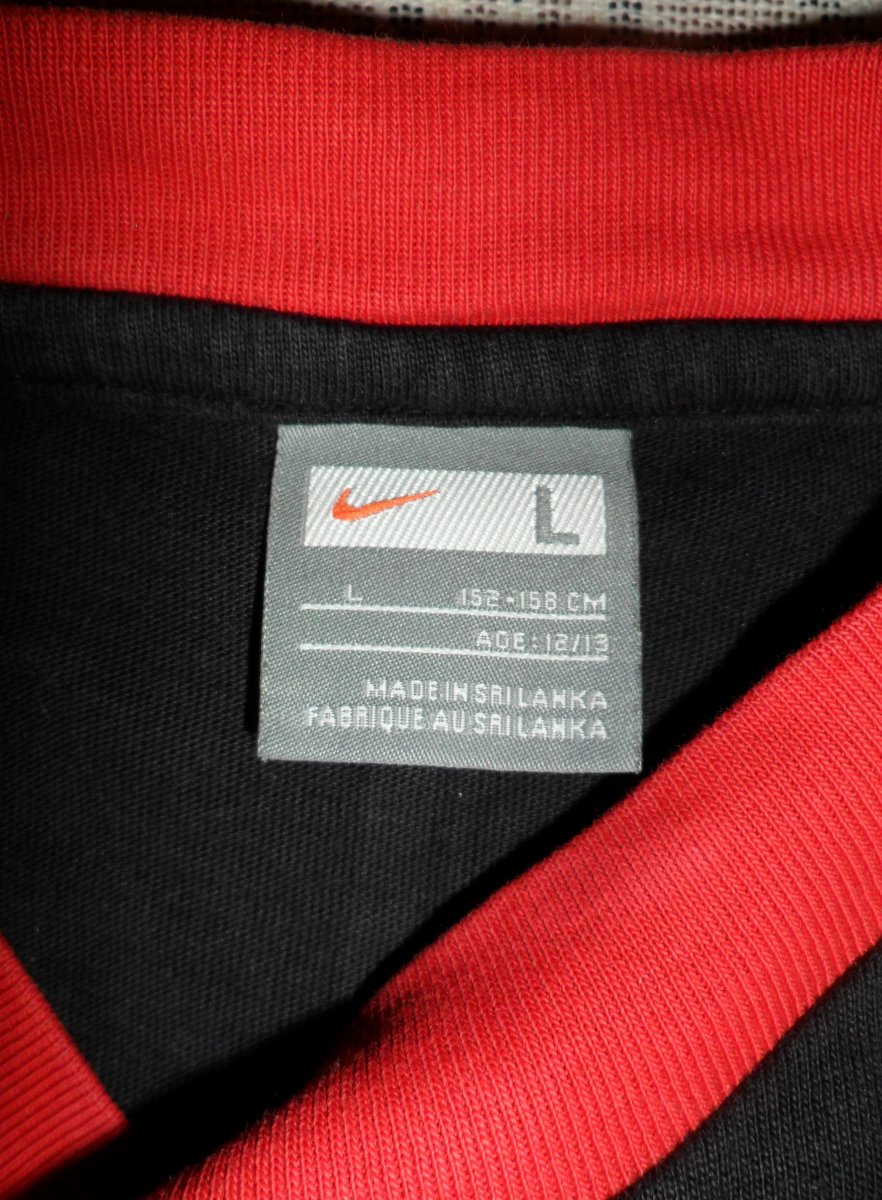 L
L 152-158 CM
AGE: 12/13
MADE IN SRI LANKA
FABRIQUE AU SRI LANKA